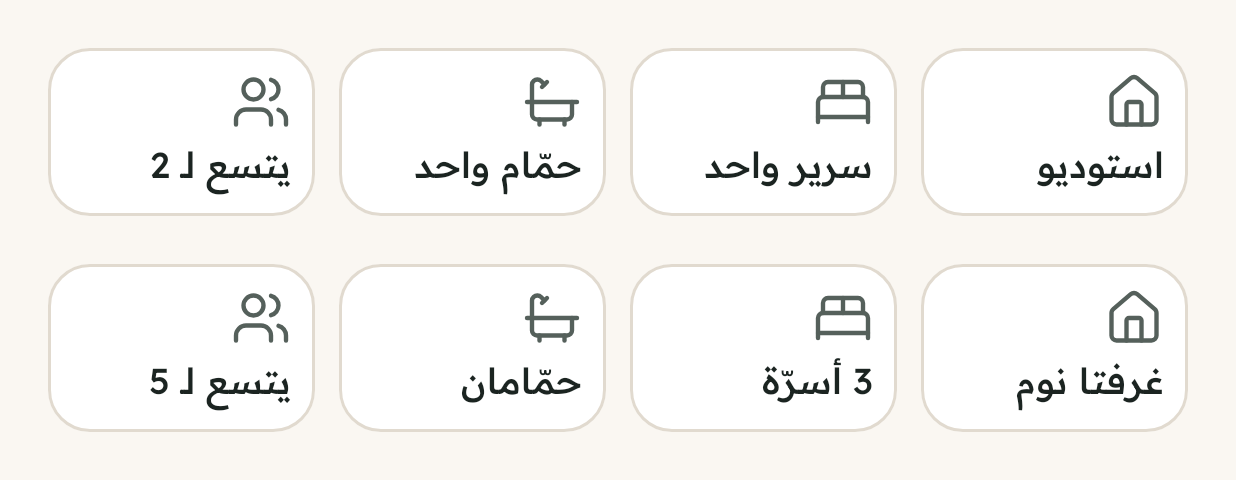 استوديو
سرير واحد
حمّام واحد
يتسع لـ 2
غرفتا نوم
3 أسرّة
حمّامان
يتسع لـ 5